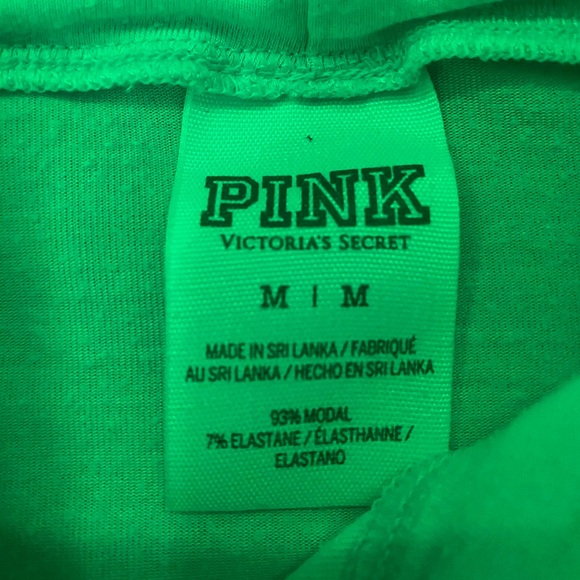 PINK
VICTORIA'S SECRET
M | M
MADE IN SRI LANKA / FABRIQUÉ
AU SRI LANKA / HECHO EN SRI LANKA
93% MODAL
7% ELASTANE / ÉLASTHANNE /
ELASTANO